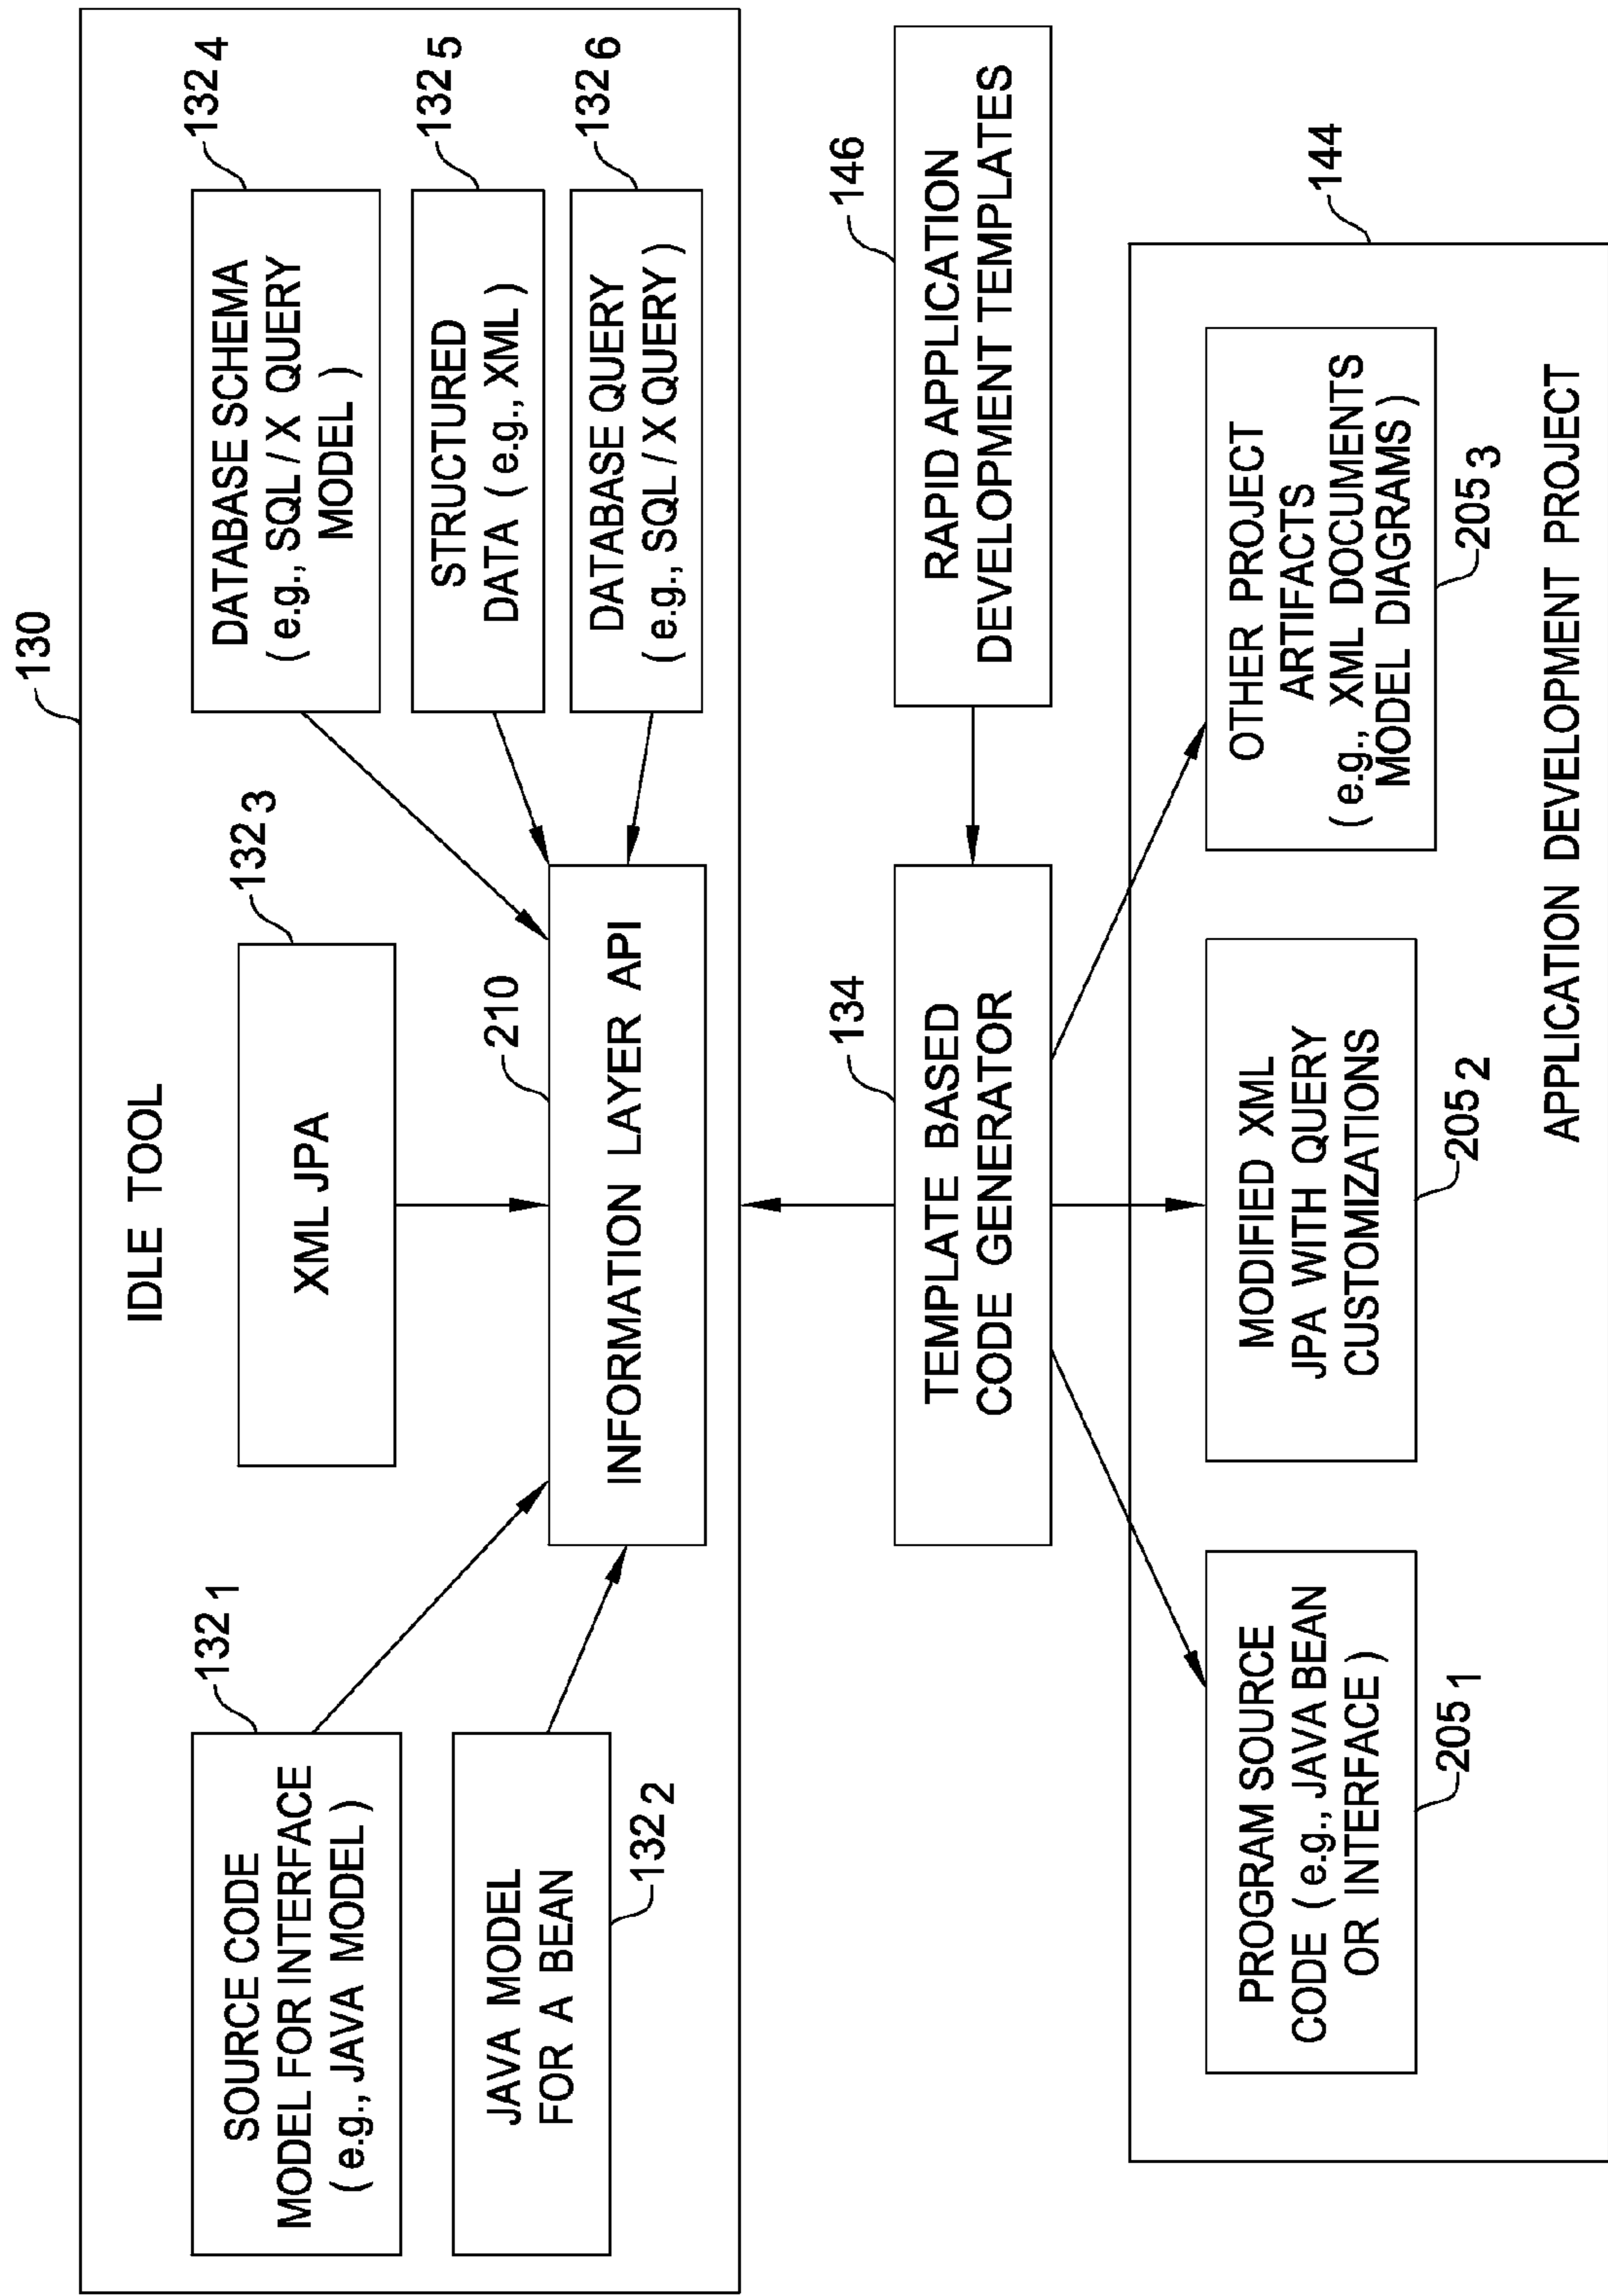 130
IDLE TOOL
132 1
SOURCE CODE
MODEL FOR INTERFACE
( e.g., JAVA MODEL )
JAVA MODEL
FOR A BEAN
132 2
132 3
XML JPA
132 4
DATABASE SCHEMA
( e.g., SQL / X QUERY
MODEL )
132 5
STRUCTURED
DATA ( e.g., XML )
132 6
DATABASE QUERY
( e.g., SQL / X QUERY )
210
INFORMATION LAYER API
134
TEMPLATE BASED
CODE GENERATOR
146
RAPID APPLICATION
DEVELOPMENT TEMPLATES
144
PROGRAM SOURCE
CODE ( e.g., JAVA BEAN
OR INTERFACE )
205 1
MODIFIED XML
JPA WITH QUERY
CUSTOMIZATIONS
205 2
OTHER PROJECT
ARTIFACTS
( e.g., XML DOCUMENTS
MODEL DIAGRAMS )
205 3
APPLICATION DEVELOPMENT PROJECT